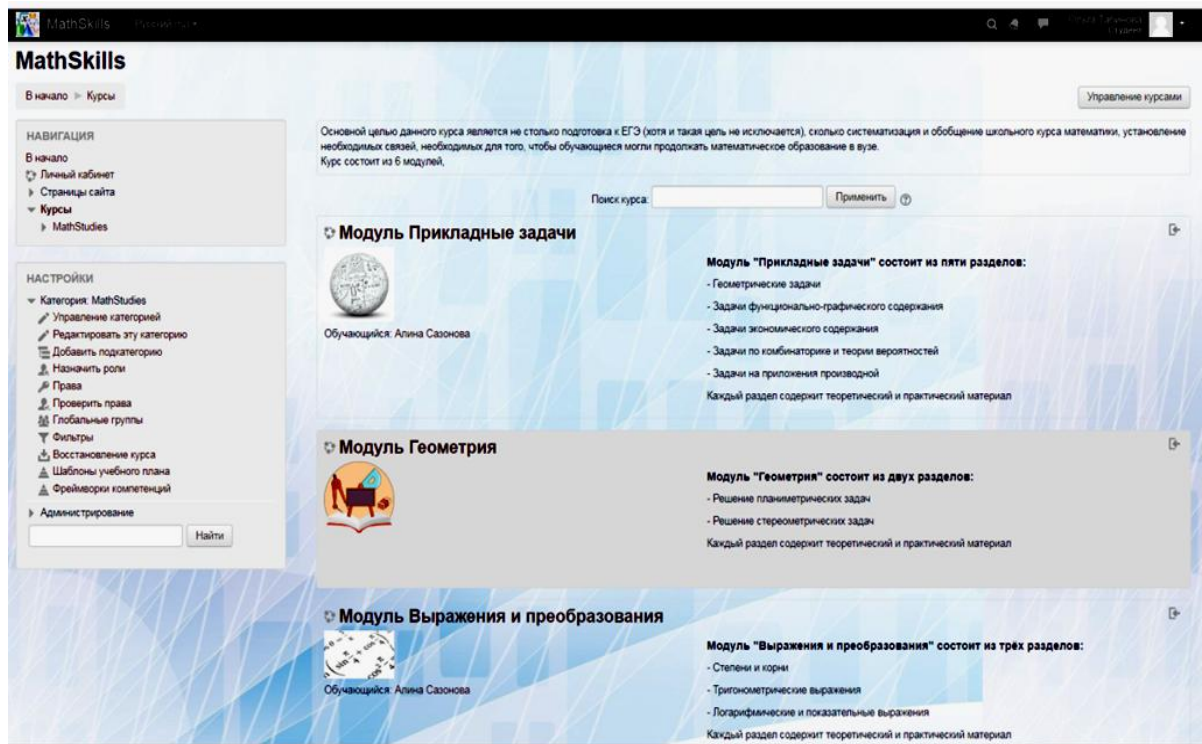 MathSkills
MathSkills
В начало Курсы
Управление курсами
НАВИГАЦИЯ
В начало
Личный кабинет
Страницы сайта
Курсы
MathStudies
НАСТРОЙКИ
Категория: MathStudies
Управление категорией
Редактировать эту категорию
Добавить подкатегорию
Назначить роли
Права
Проверить права
Глобальные группы
Фильтры
Восстановление курса
Шаблоны учебного плана
Фреймворки компетенций
Администрирование
Найти
Основной целью данного курса является не столько подготовка к ЕГЭ (хотя и такая цель не исключается), сколько систематизация и обобщение школьного курса математики, установление
необходимых связей, необходимых для того, чтобы обучающиеся могли продолжать математическое образование в вузе.
Курс состоит из 6 модулей,
Поиск курса: Применить
Модуль Прикладные задачи
Обучающийся: Алина Сазонова
Модуль "Прикладные задачи" состоит из пяти разделов:
- Геометрические задачи
- Задачи функционально-графического содержания
- Задачи экономического содержания
- Задачи по комбинаторике и теории вероятностей
- Задачи на приложения производной
Каждый раздел содержит теоретический и практический материал
Модуль Геометрия
Модуль "Геометрия" состоит из двух разделов:
- Решение планиметрических задач
- Решение стереометрических задач
Каждый раздел содержит теоретический и практический материал
Модуль Выражения и преобразования
Обучающийся: Алина Сазонова
Модуль "Выражения и преобразования" состоит из трёх разделов:
- Степени и корни
- Тригонометрические выражения
- Логарифмические и показательные выражения
Каждый раздел содержит теоретический и практический материал